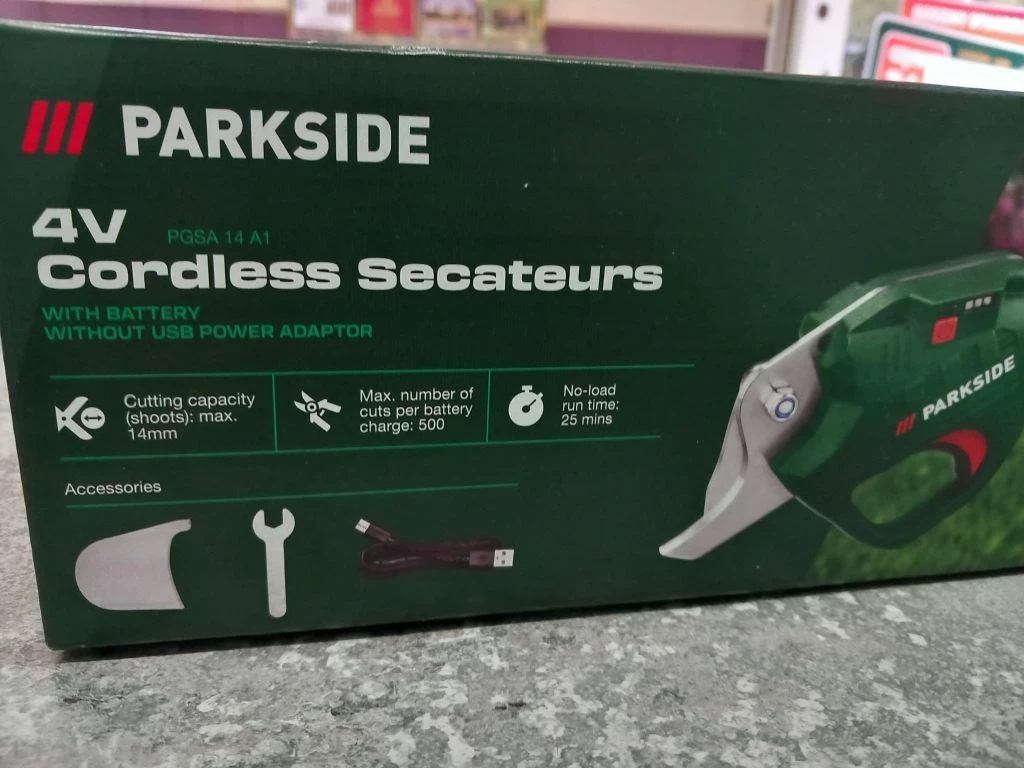 PARKSIDE
4V PGSA 14 A1
Cordless Secateurs
WITH BATTERY
WITHOUT USB POWER ADAPTOR
Cutting capacity
(shoots): max.
14mm
Max. number of
cuts per battery
charge: 500
No-load
run time:
25 mins
Accessories
PARKSIDE